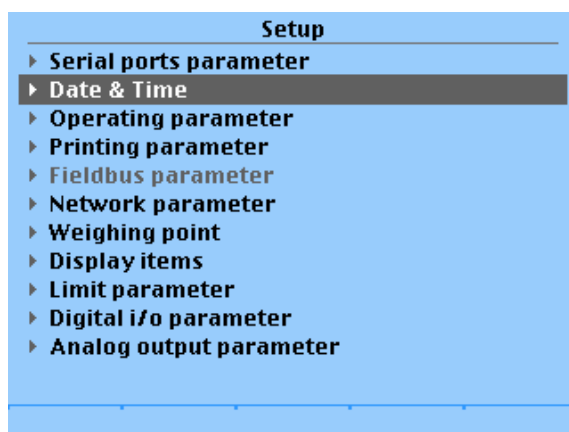 Setup
Serial ports parameter
Date & Time
Operating parameter
Printing parameter
Fieldbus parameter
Network parameter
Weighing point
Display items
Limit parameter
Digital i/o parameter
Analog output parameter